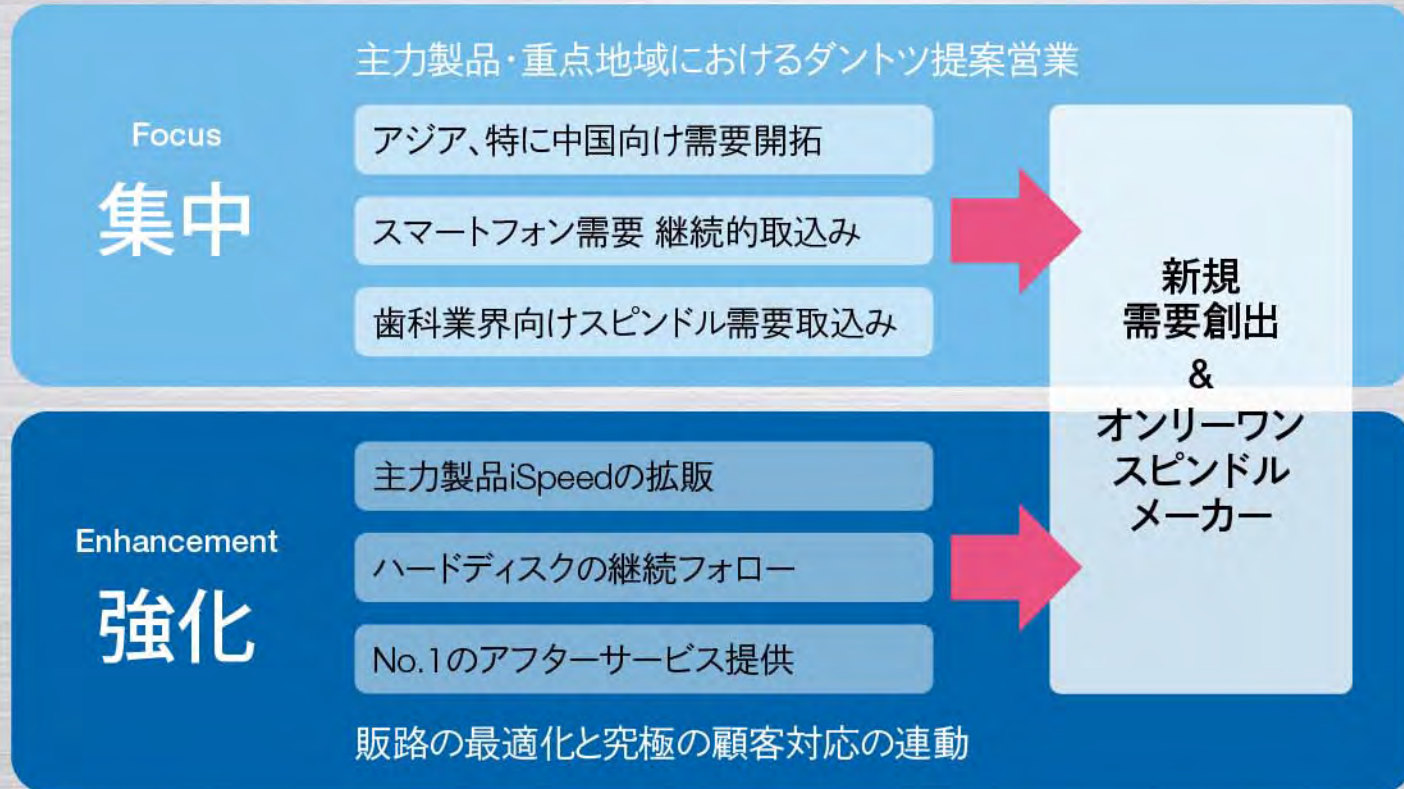 主力製品・重点地域におけるダントツ提案営業
Focus
集中
アジア、特に中国向け需要開拓
スマートフォン需要 継続的取込み
歯科業界向けスピンドル需要取込み
Enhancement
強化
主力製品iSpeedの拡販
ハードディスクの継続フォロー
No.1のアフターサービス提供
販路の最適化と究極の顧客対応の連動
新規
需要創出
&
オンリーワン
スピンドル
メーカー